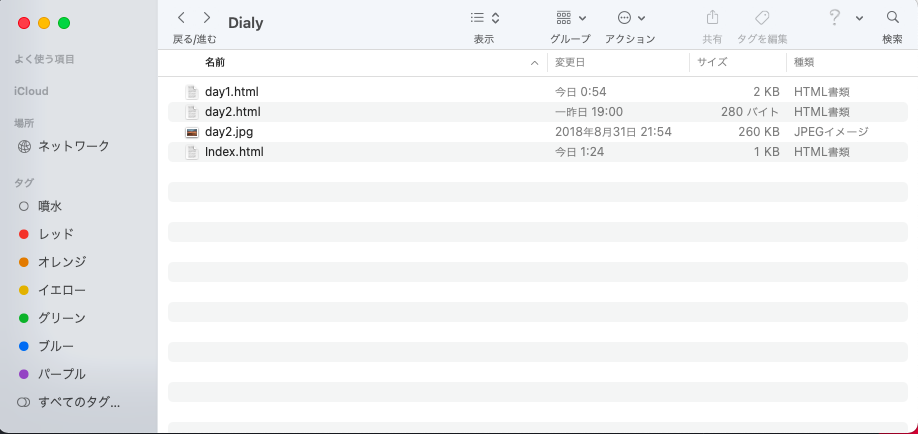 よく使う項目
iCloud
場所
ネットワーク
タグ
噴水
レッド
オレンジ
イエロー
グリーン
ブルー
パープル
すべてのタグ...
Dialy
戻る/進む 表示 グループ アクション 共有 タグを編集 検索
名前 変更日 サイズ 種類
day1.html 今日 0:54 2 KB HTML書類
day2.html 一昨日 19:00 280 バイト HTML書類
day2.jpg 2018年8月31日 21:54 260 KB JPEGイメージ
Index.html 今日 1:24 1 KB HTML書類